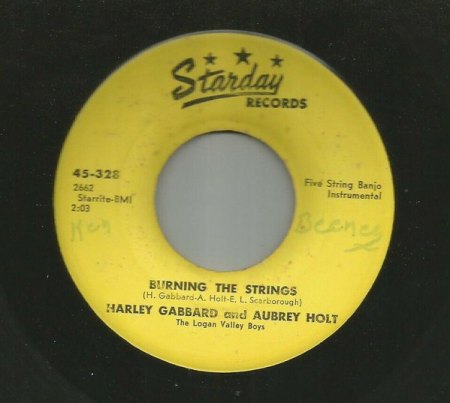 Starday
RECORDS
45-328
2662
Starrite-BMI
2:03
Five String Banjo
Instrumental
Ken
BURNING THE STRINGS
(H. Gabbard-A. Holt-E. L. Scarborough)
HARLEY GABBARD and AUBREY HOLT
The Logan Valley Boys